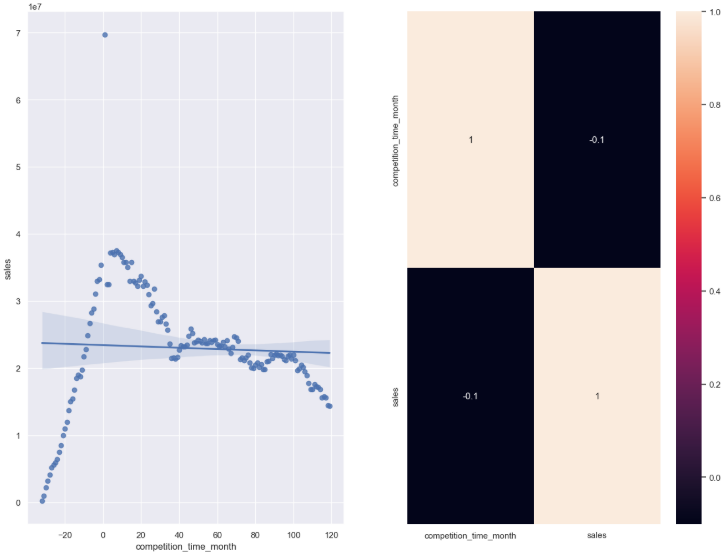 1e7
7
6
5
4
3
2
1
0
sales
−20 0 20 40 60 80 100 120
competition_time_month
competition_time_month
sales
1 -0.1
-0.1 1
competition_time_month sales
1.0
0.8
0.6
0.4
0.2
0.0